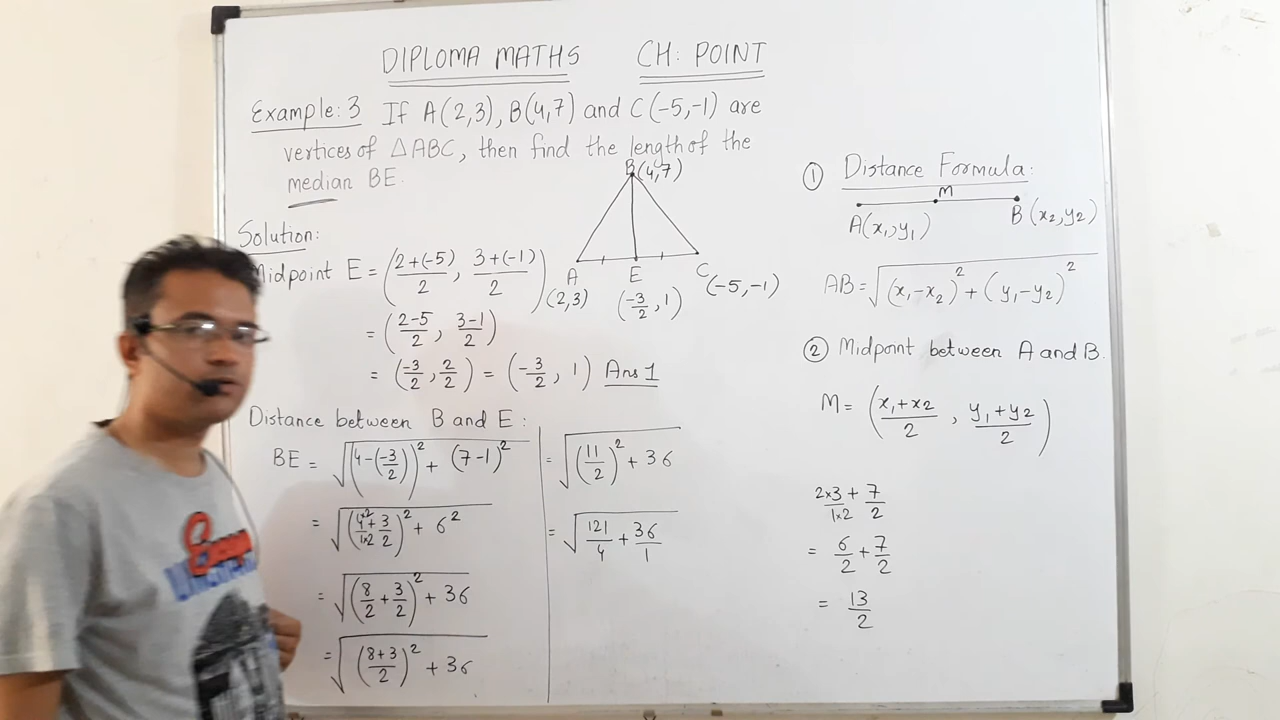 DIPLOMA MATHS CH: POINT
Example: 3 If A(2,3), B(4,7) and C(-5,-1) are
vertices of △ABC, then find the length of the
median BE.
B(4,7)
A
E
C
(2,3)
(-3/2, 1)
(-5,-1)
Solution:
Midpoint E = ((2+(-5))/2, (3+(-1))/2)
= ((2-5)/2, (3-1)/2)
= (-3/2, 2/2) = (-3/2, 1) Ans 1
Distance between B and E:
BE = √((4-(-3/2))² + (7-1)²)
= √((4×2/1×2 + 3/2)² + 6²)
= √((8/2 + 3/2)² + 36)
= √(((8+3)/2)² + 36)
= √((11/2)² + 36)
= √(121/4 + 36/1)
① Distance Formula:
M
A(x₁,y₁)
B(x₂,y₂)
AB = √((x₁-x₂)² + (y₁-y₂)²)
② Midpoint between A and B.
M = ((x₁+x₂)/2, (y₁+y₂)/2)
2×3/1×2 + 7/2
= 6/2 + 7/2
= 13/2